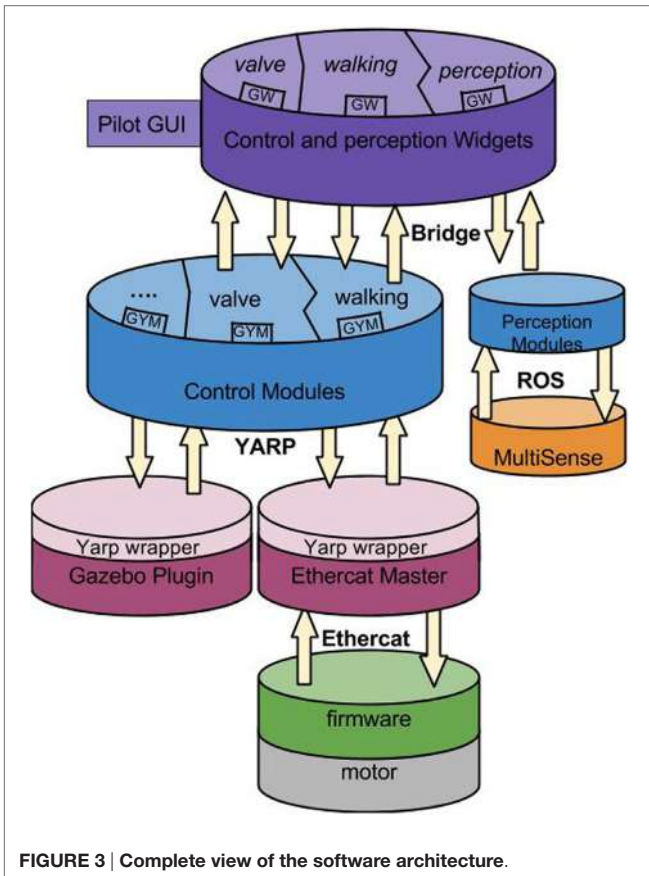 valve walking perception
GW GW GW
Pilot GUI
Control and perception Widgets
Bridge
.... valve walking
GYM GYM GYM
Control Modules
Perception
Modules
ROS
MultiSense
YARP
Yarp wrapper
Gazebo Plugin
Yarp wrapper
Ethercat Master
Ethercat
firmware
motor
FIGURE 3 | Complete view of the software architecture.